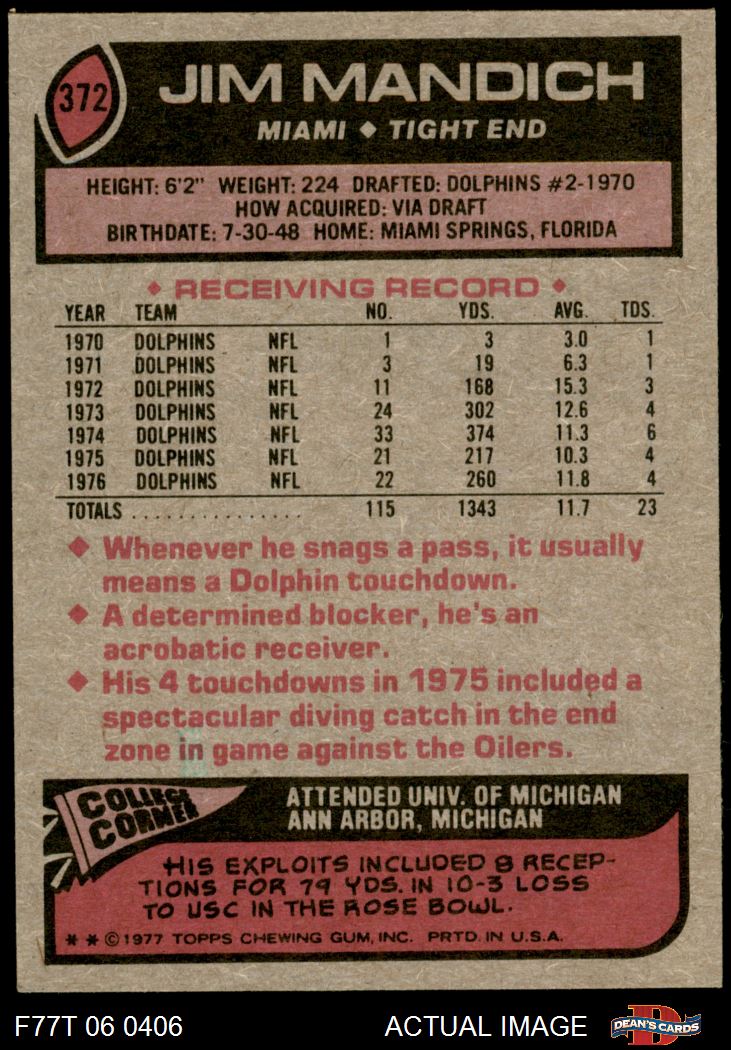 372
JIM MANDICH
MIAMI ◆ TIGHT END
HEIGHT: 6'2" WEIGHT: 224 DRAFTED: DOLPHINS #2-1970
HOW ACQUIRED: VIA DRAFT
BIRTHDATE: 7-30-48 HOME: MIAMI SPRINGS, FLORIDA
◆ RECEIVING RECORD ◆
YEAR TEAM NO. YDS. AVG. TDS.
1970 DOLPHINS NFL 1 3 3.0 1
1971 DOLPHINS NFL 3 19 6.3 1
1972 DOLPHINS NFL 11 168 15.3 3
1973 DOLPHINS NFL 24 302 12.6 4
1974 DOLPHINS NFL 33 374 11.3 6
1975 DOLPHINS NFL 21 217 10.3 4
1976 DOLPHINS NFL 22 260 11.8 4
TOTALS ................ 115 1343 11.7 23
◆ Whenever he snags a pass, it usually
means a Dolphin touchdown.
◆ A determined blocker, he's an
acrobatic receiver.
◆ His 4 touchdowns in 1975 included a
spectacular diving catch in the end
zone in game against the Oilers.
COLLEGE
CORNER
ATTENDED UNIV. OF MICHIGAN
ANN ARBOR, MICHIGAN
HIS EXPLOITS INCLUDED 8 RECEP-
TIONS FOR 79 YDS. IN 10-3 LOSS
TO USC IN THE ROSE BOWL.
* * © 1977 TOPPS CHEWING GUM, INC. PRTD. IN U.S.A.
F77T 06 0406 ACTUAL IMAGE
D
DEAN'S CARDS